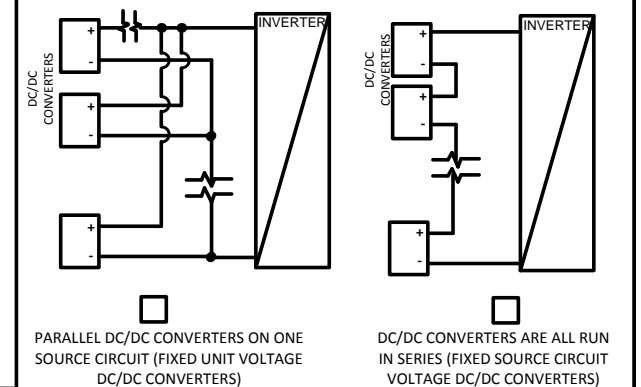 INVERTER
+
-
DC/DC
CONVERTERS
+
-
+
-
PARALLEL DC/DC CONVERTERS ON ONE
SOURCE CIRCUIT (FIXED UNIT VOLTAGE
DC/DC CONVERTERS)
INVERTER
+
-
DC/DC
CONVERTERS
+
-
+
-
DC/DC CONVERTERS ARE ALL RUN
IN SERIES (FIXED SOURCE CIRCUIT
VOLTAGE DC/DC CONVERTERS)